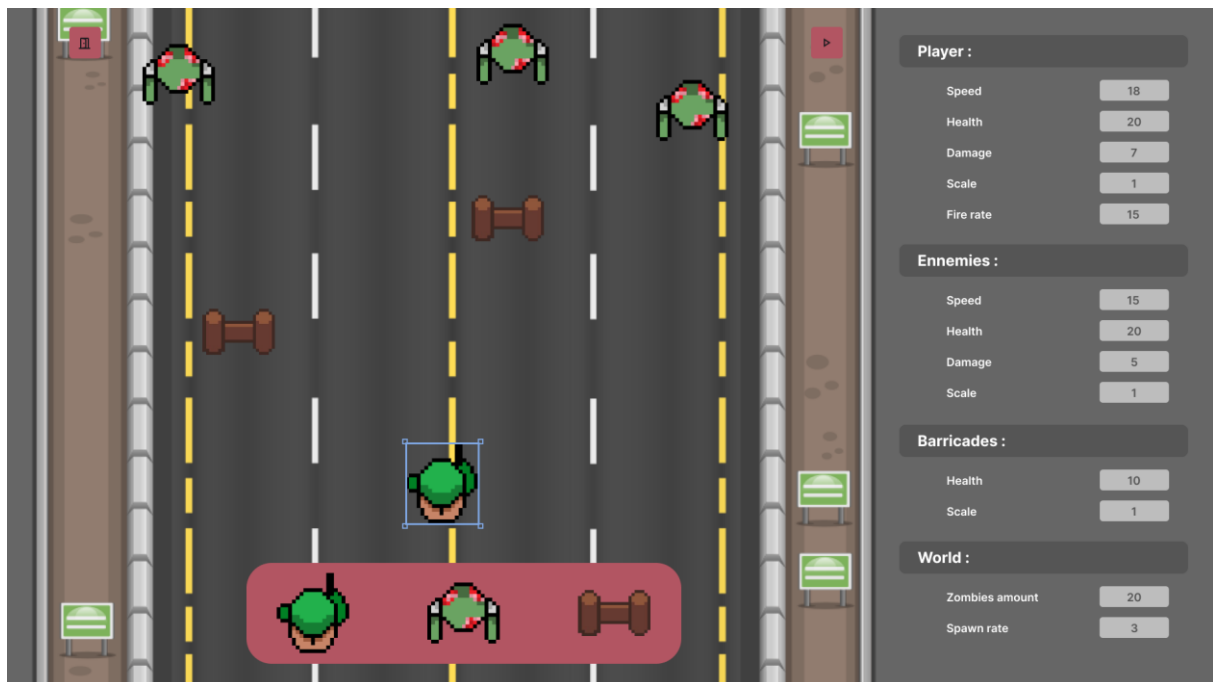 Player :
Speed 18
Health 20
Damage 7
Scale 1
Fire rate 15
Ennemies :
Speed 15
Health 20
Damage 5
Scale 1
Barricades :
Health 10
Scale 1
World :
Zombies amount 20
Spawn rate 3